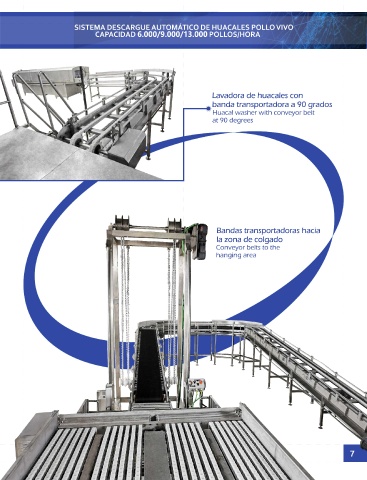 SISTEMA DESCARGUE AUTOMÁTICO DE HUACALES POLLO VIVO
CAPACIDAD 6.000/9.000/13.000 POLLOS/HORA
Lavadora de huacales con
banda transportadora a 90 grados
Huacal washer with conveyor belt
at 90 degrees
Bandas transportadoras hacia
la zona de colgado
Conveyor belts to the
hanging area
7